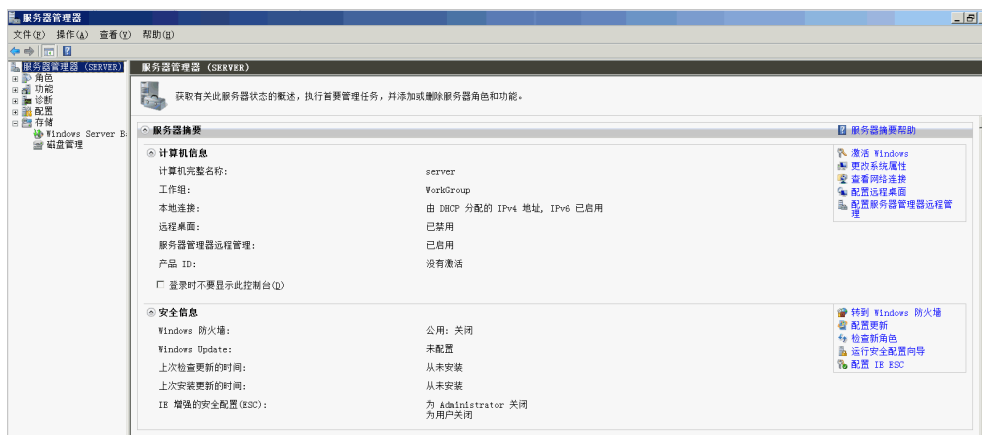 服务器管理器
文件(F) 操作(A) 查看(V) 帮助(H)
服务器管理器 (SERVER)
角色
功能
诊断
配置
存储
Windows Server B
磁盘管理
服务器管理器 (SERVER)
获取有关此服务器状态的概述，执行首要管理任务，并添加或删除服务器角色和功能。
服务器摘要
服务器摘要帮助
计算机信息
计算机完整名称: server
工作组: WorkGroup
本地连接: 由 DHCP 分配的 IPv4 地址, IPv6 已启用
远程桌面: 已禁用
服务器管理器远程管理: 已启用
产品 ID: 没有激活
登录时不要显示此控制台(D)
激活 Windows
更改系统属性
查看网络连接
配置远程桌面
配置服务器管理器远程管
理
安全信息
Windows 防火墙: 公用: 关闭
Windows Update: 未配置
上次检查更新的时间: 从未安装
上次安装更新的时间: 从未安装
IE 增强的安全配置(ESC): 为 Administrator 关闭
为用户关闭
转到 Windows 防火墙
配置更新
检查新角色
运行安全配置向导
配置 IE ESC